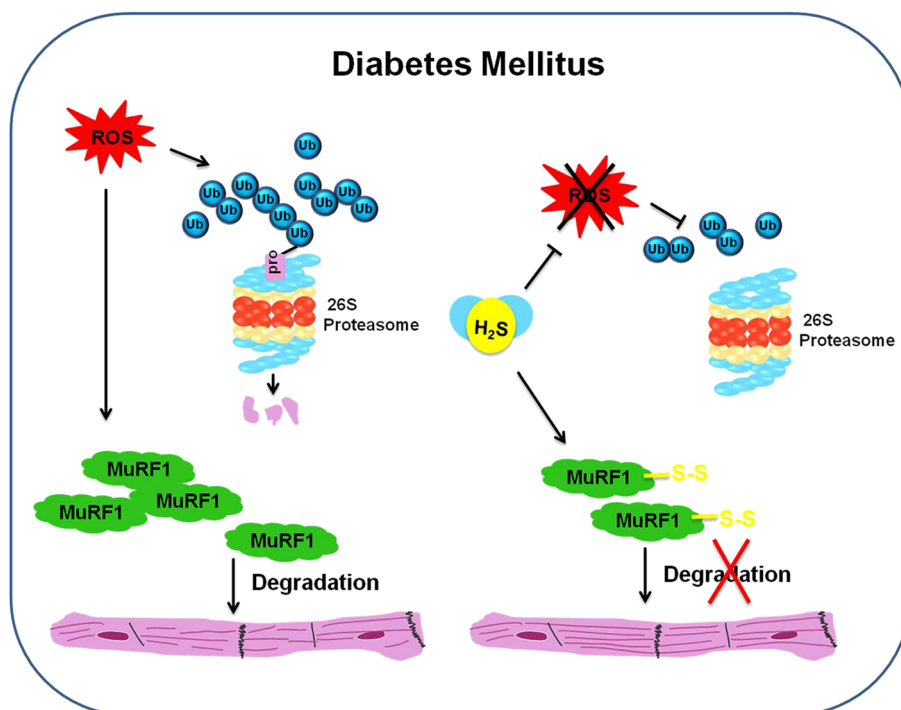 Diabetes Mellitus
ROS
Ub
Ub
Ub
Ub
Ub
Ub
Ub
Ub
Ub
Ub
Ub
Ub
pro
26S
Proteasome
MuRF1
MuRF1
MuRF1
MuRF1
Degradation
ROS
Ub
Ub
Ub
Ub
Ub
H₂S
26S
Proteasome
MuRF1
S-S
MuRF1
S-S
Degradation